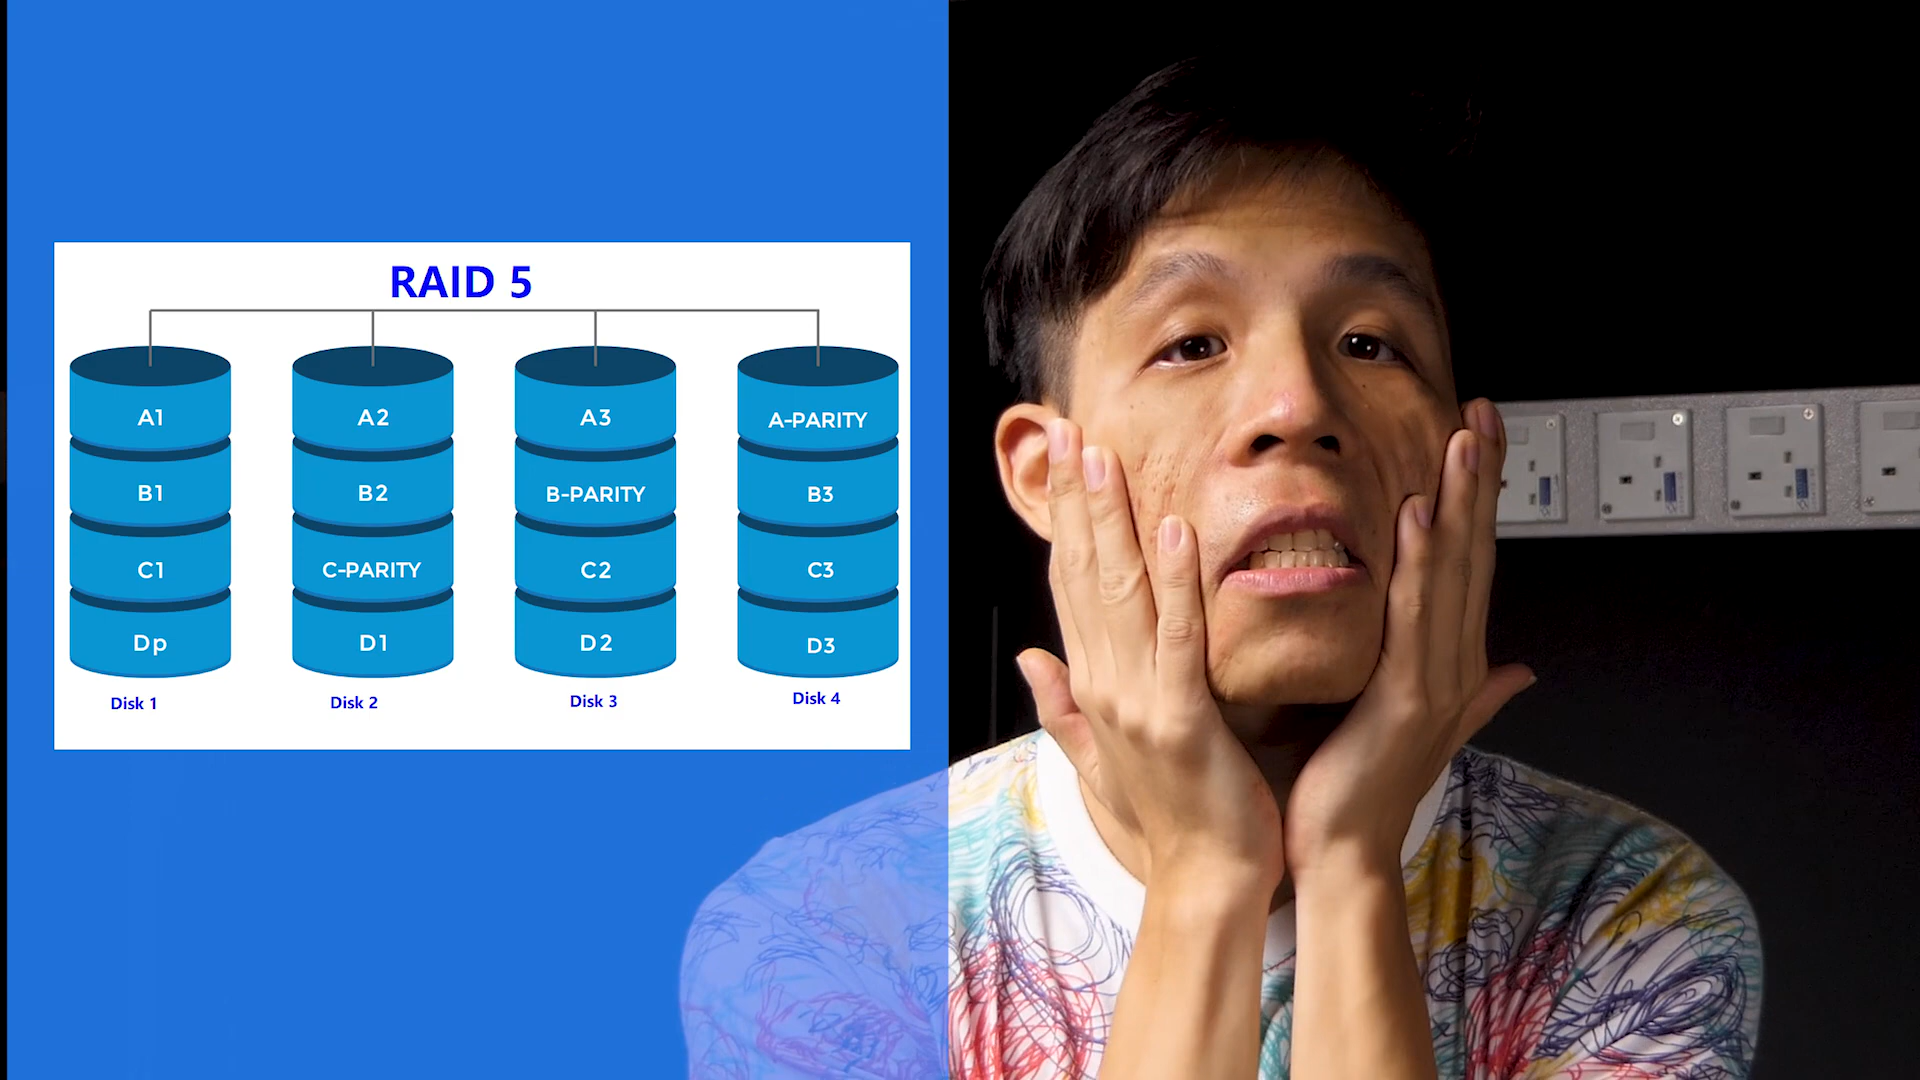 RAID 5
A1 A2 A3 A-PARITY
B1 B2 B-PARITY B3
C1 C-PARITY C2 C3
Dp D1 D2 D3
Disk 1 Disk 2 Disk 3 Disk 4